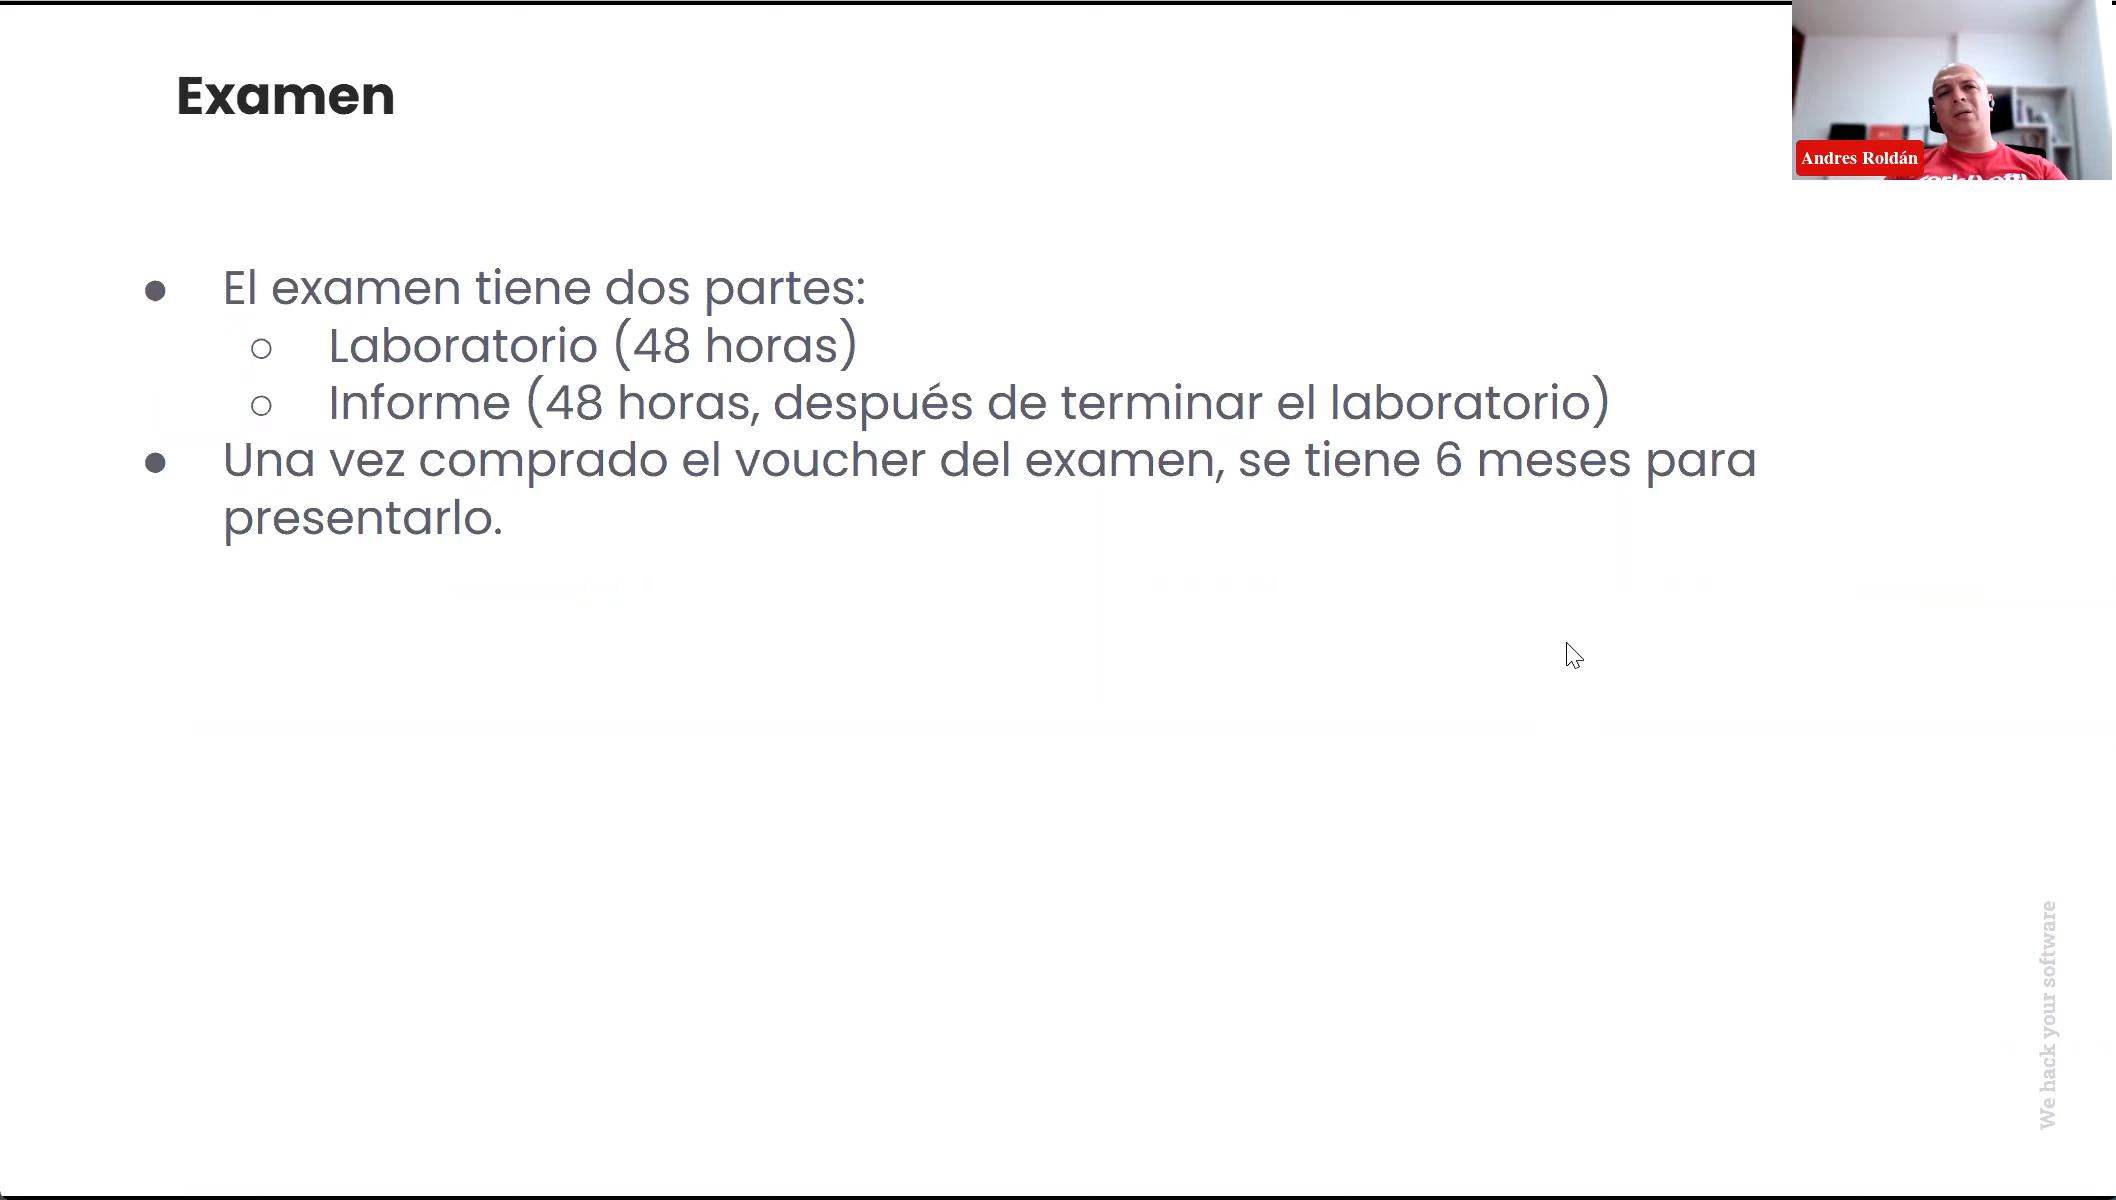 Examen
Andres Roldán
● El examen tiene dos partes:
○ Laboratorio (48 horas)
○ Informe (48 horas, después de terminar el laboratorio)
● Una vez comprado el voucher del examen, se tiene 6 meses para
presentarlo.
We hack your software